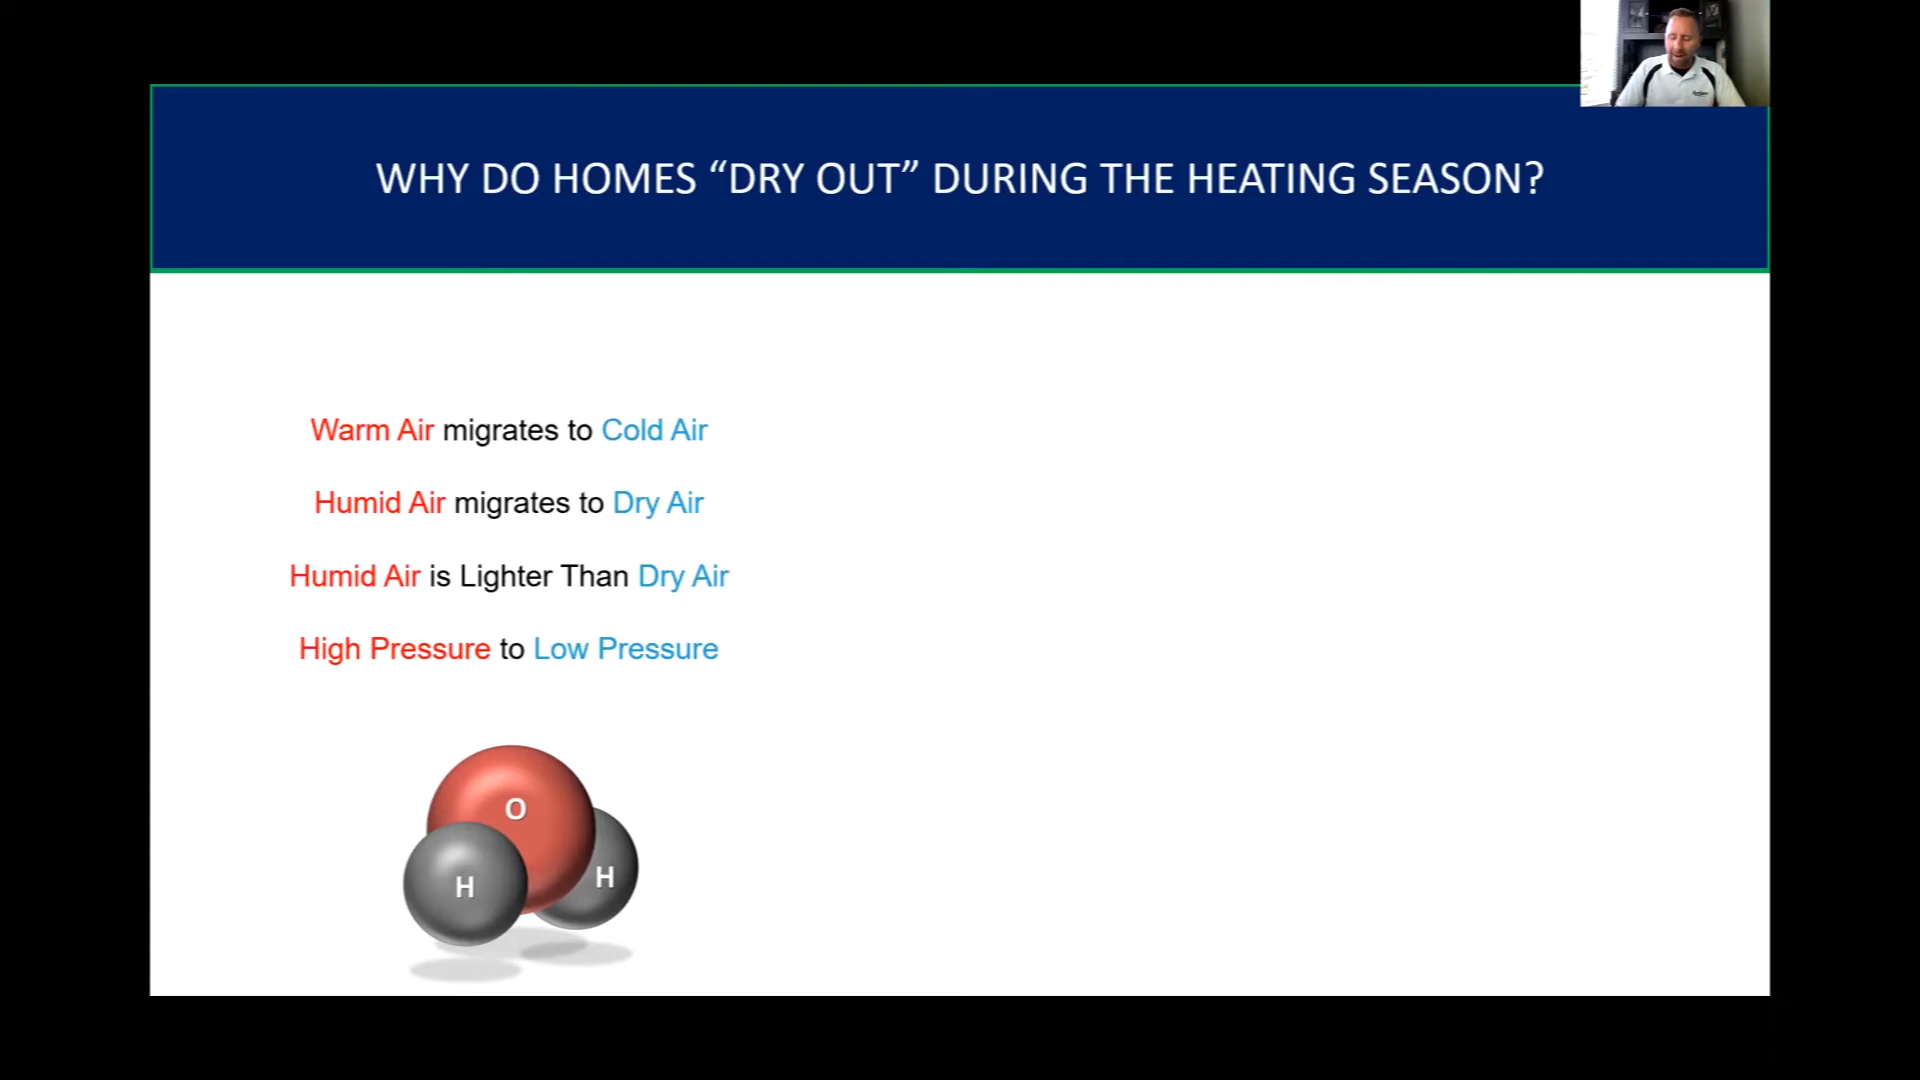 WHY DO HOMES “DRY OUT” DURING THE HEATING SEASON?
Warm Air migrates to Cold Air
Humid Air migrates to Dry Air
Humid Air is Lighter Than Dry Air
High Pressure to Low Pressure
O
H
H